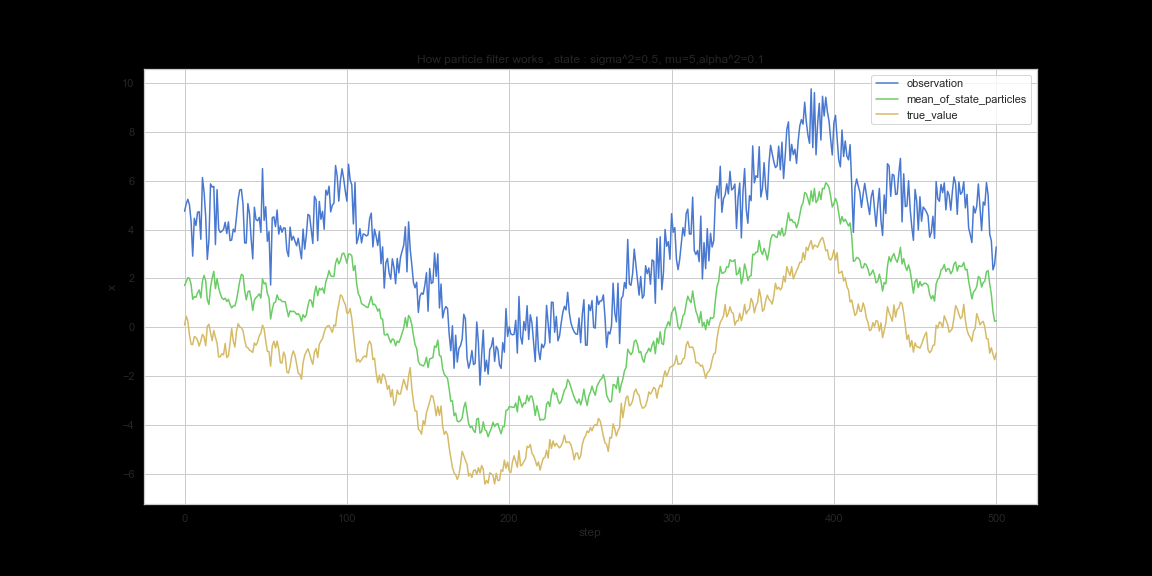 How particle filter works , state : sigma^2=0.5, mu=5,alpha^2=0.1
observation
mean_of_state_particles
true_value
10
8
6
4
2
0
−2
−4
−6
x
0 100 200 300 400 500
step